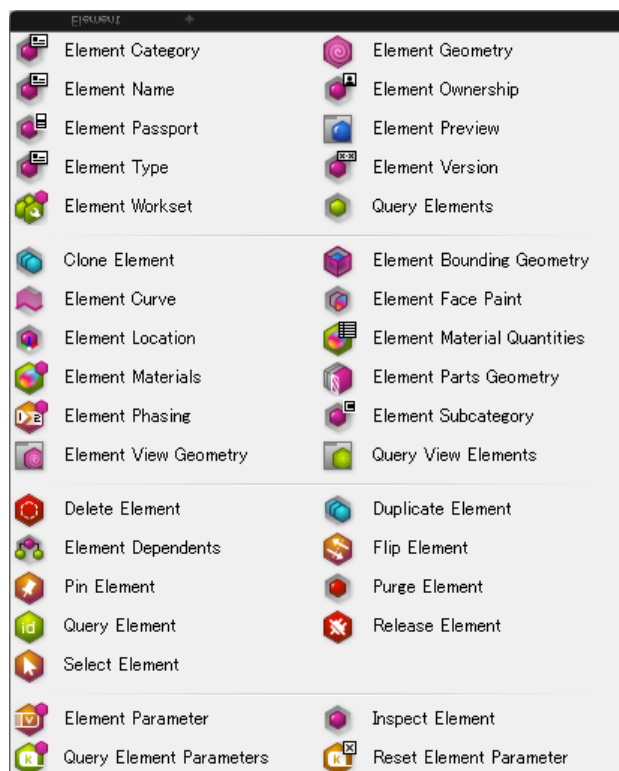 Element
Element Category Element Geometry
Element Name Element Ownership
Element Passport Element Preview
Element Type Element Version
Element Workset Query Elements
Clone Element Element Bounding Geometry
Element Curve Element Face Paint
Element Location Element Material Quantities
Element Materials Element Parts Geometry
Element Phasing Element Subcategory
Element View Geometry Query View Elements
Delete Element Duplicate Element
Element Dependents Flip Element
Pin Element Purge Element
id Query Element Release Element
Select Element
Element Parameter Inspect Element
Query Element Parameters Reset Element Parameter